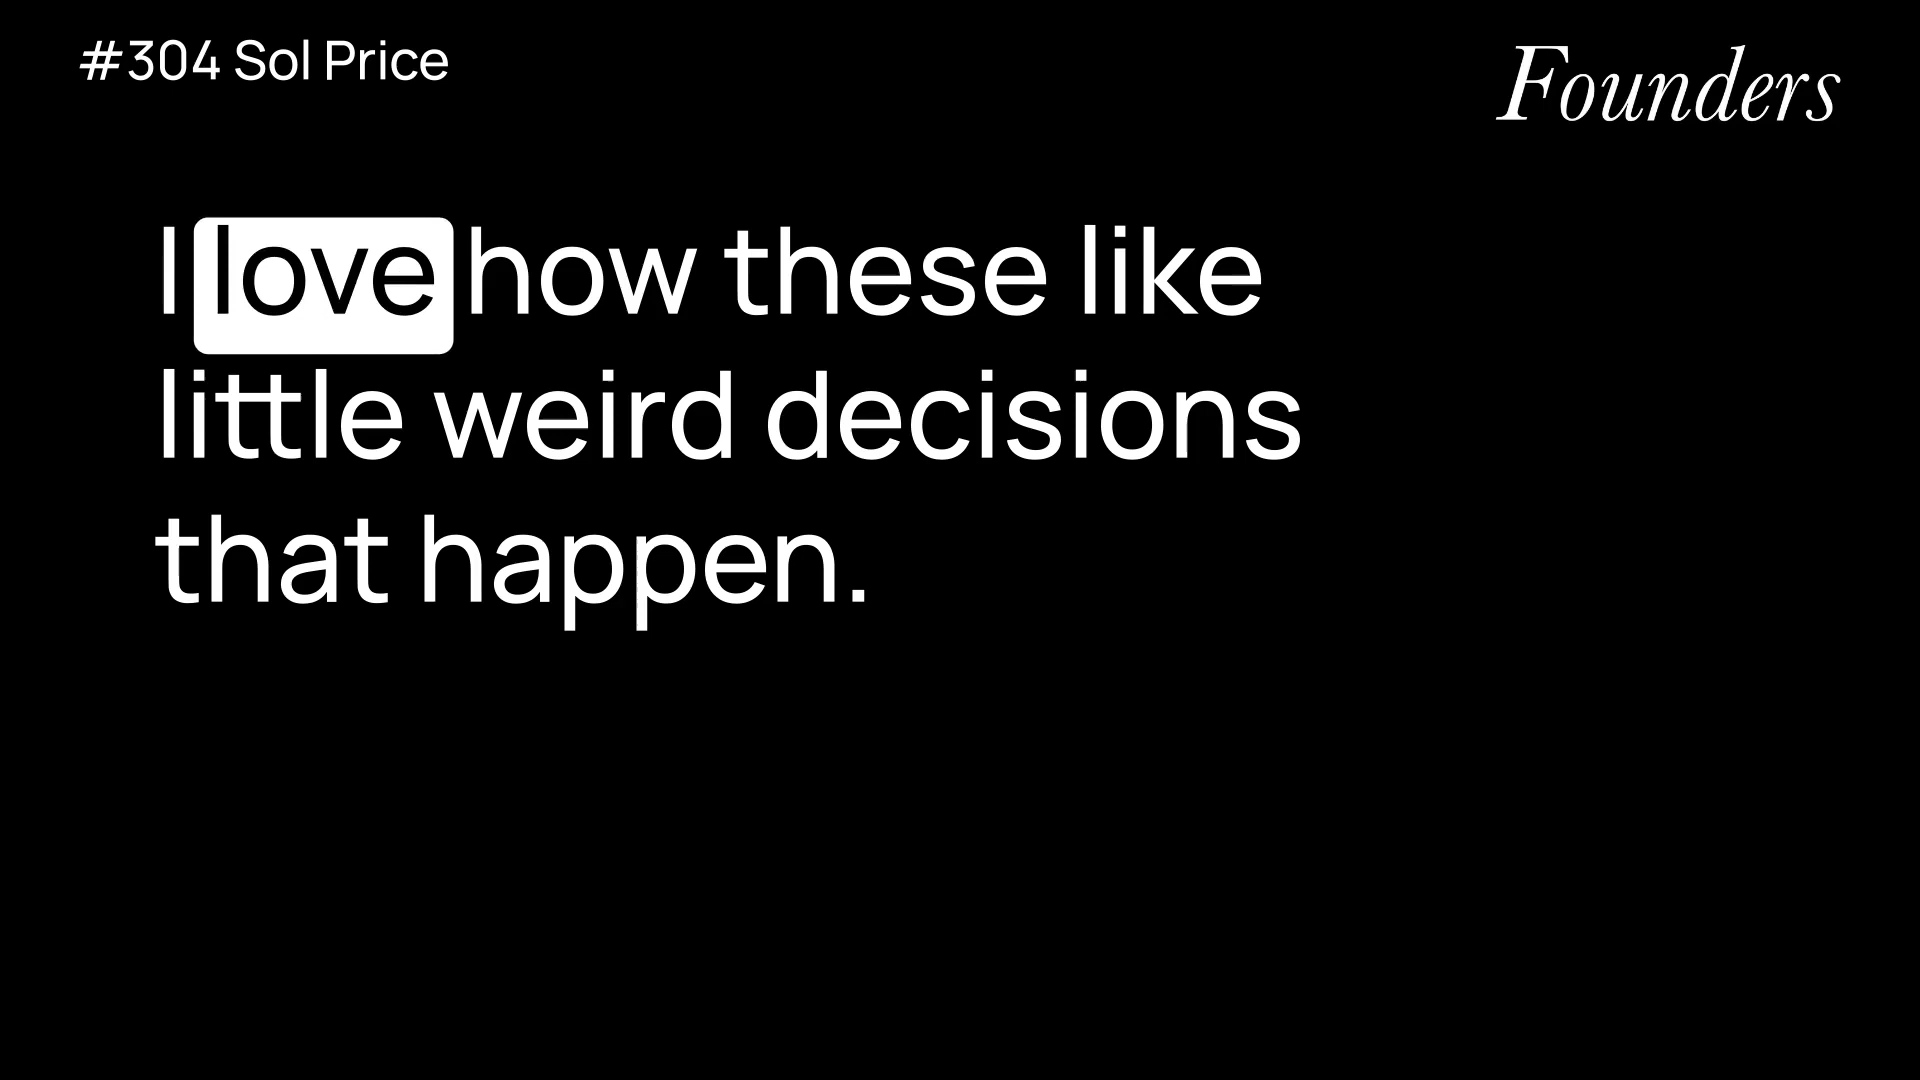 #304 Sol Price
Founders
I love how these like
little weird decisions
that happen.